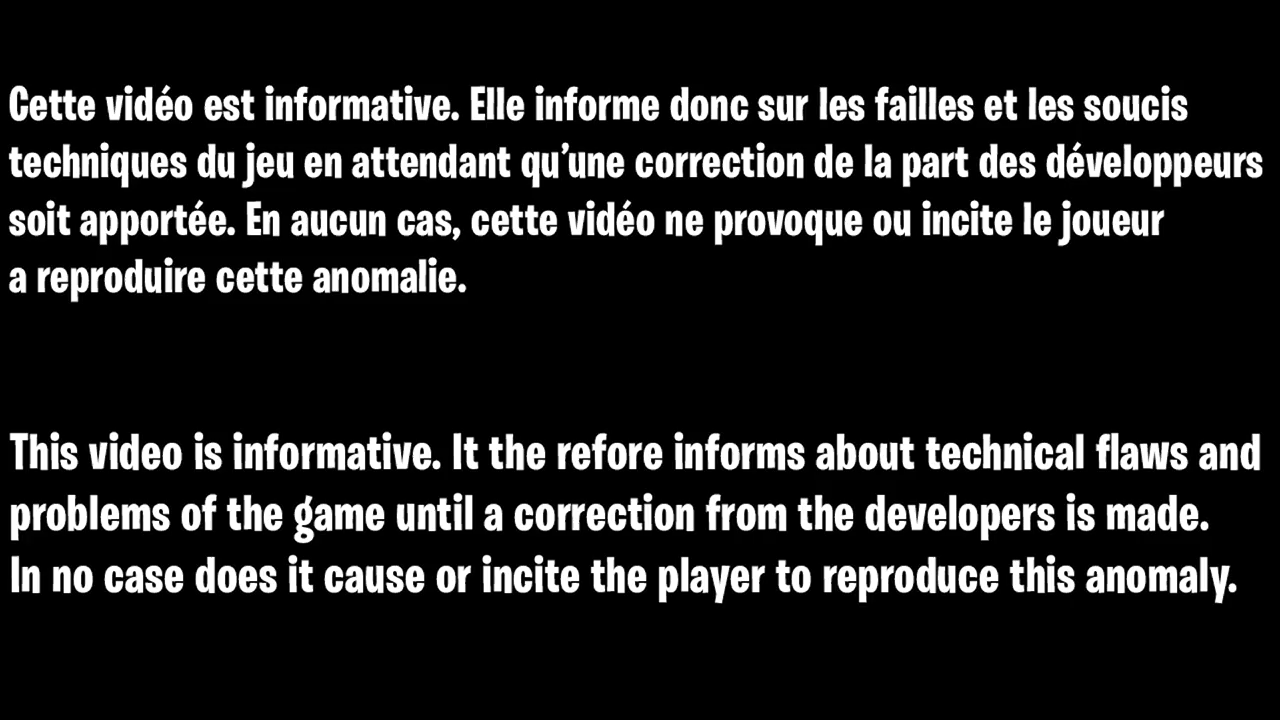 Cette vidéo est informative. Elle informe donc sur les failles et les soucis
techniques du jeu en attendant qu’une correction de la part des développeurs
soit apportée. En aucun cas, cette vidéo ne provoque ou incite le joueur
a reproduire cette anomalie.
This video is informative. It the refore informs about technical flaws and
problems of the game until a correction from the developers is made.
In no case does it cause or incite the player to reproduce this anomaly.